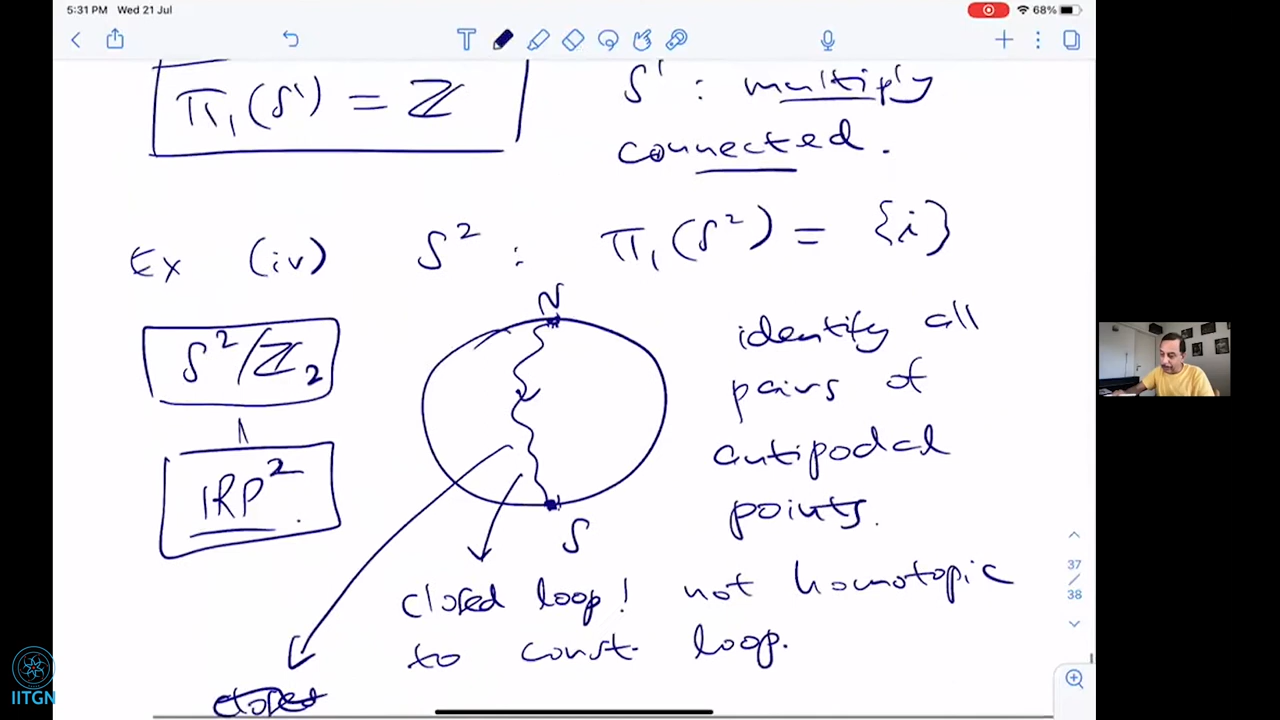 5:31 PM Wed 21 Jul
68%
π₁(S¹) = ℤ
S¹ : multiply
connected.
Ex (iv) S² : π₁(S²) = {i}
S²/ℤ₂
N
identify all
pairs of
antipodal
points.
ℝP².
S
closed loop! not homotopic
to const. loop.
closed
37
/
38
IITGN